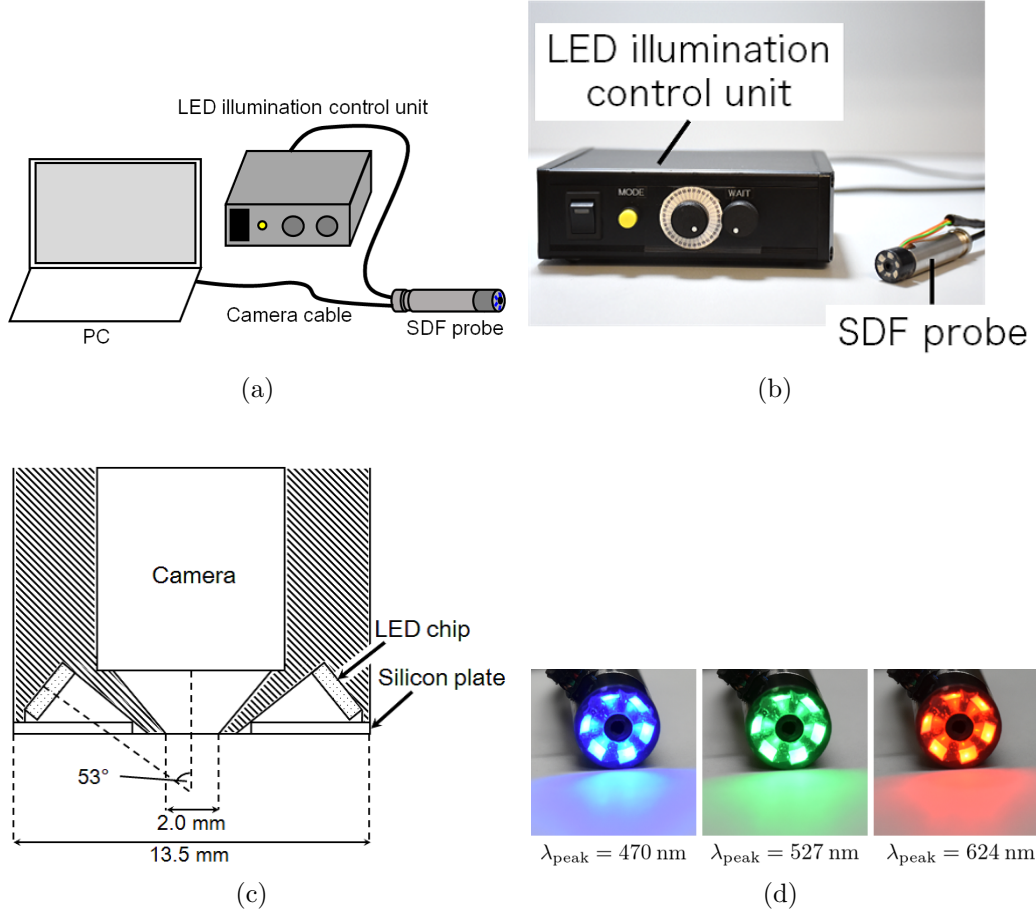 LED illumination control unit
Camera cable
SDF probe
PC
(a)
LED illumination
control unit
MODE
WAIT
SDF probe
(b)
Camera
LED chip
Silicon plate
53°
2.0 mm
13.5 mm
(c)
λpeak = 470 nm
λpeak = 527 nm
λpeak = 624 nm
(d)